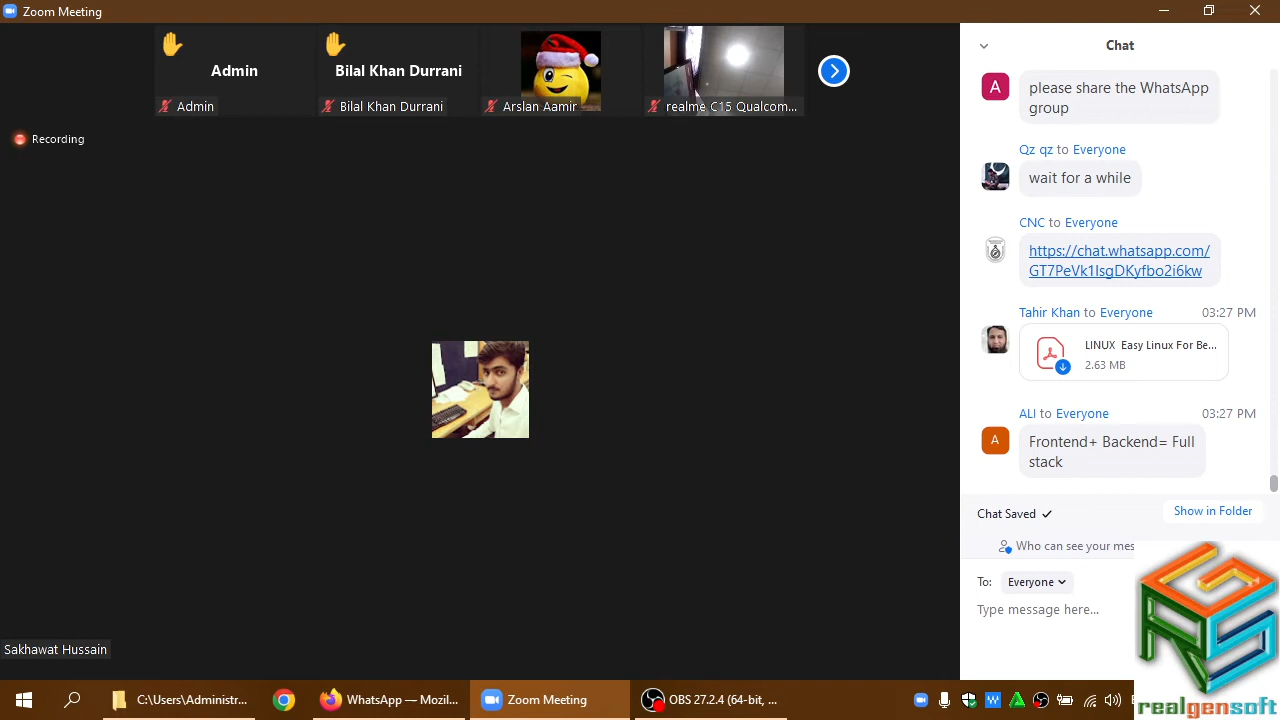 Zoom Meeting
Admin
Bilal Khan Durrani
Admin
Bilal Khan Durrani
Arslan Aamir
realme C15 Qualcom...
Recording
Sakhawat Hussain
Chat
A
please share the WhatsApp
group
Qz qz to Everyone
wait for a while
CNC to Everyone
https://chat.whatsapp.com/
GT7PeVk1IsgDKyfbo2i6kw
Tahir Khan to Everyone 03:27 PM
LINUX Easy Linux For Be...
2.63 MB
ALI to Everyone 03:27 PM
A
Frontend+ Backend= Full
stack
Chat Saved
Show in Folder
Who can see your mes
To: Everyone
Type message here...
realgensoft
C:\Users\Administr...
WhatsApp — Mozil...
Zoom Meeting
OBS 27.2.4 (64-bit, ...